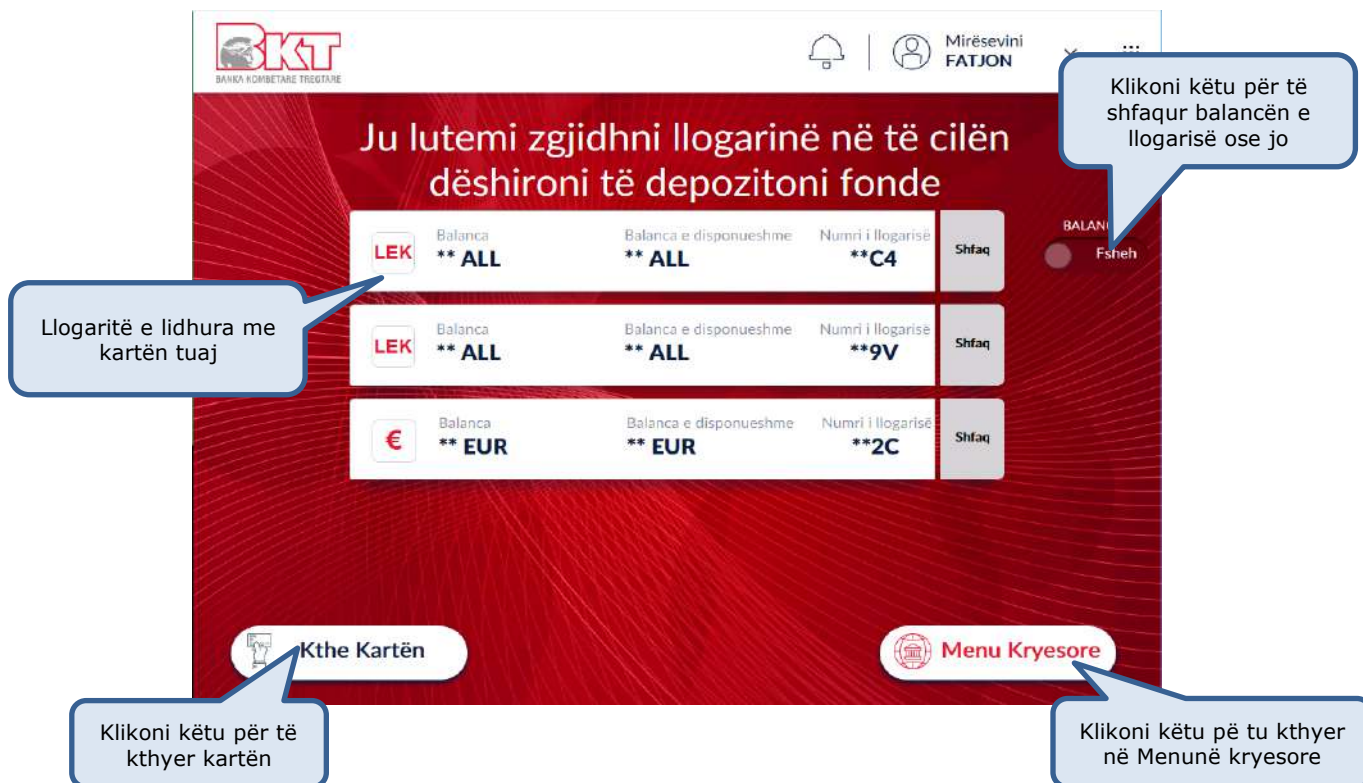 BKT
BANKA KOMBETARE TREGTARE
Mirësevini
FATJON
Klikoni këtu për të
shfaqur balancën e
llogarisë ose jo
Ju lutemi zgjidhni llogarinë në të cilën
dëshironi të depozitoni fonde
BALAN
Fsheh
LEK
Balanca
** ALL
Balanca e disponueshme
** ALL
Numri i llogarisë
**C4
Shfaq
Llogaritë e lidhura me
kartën tuaj
LEK
Balanca
** ALL
Balanca e disponueshme
** ALL
Numri i llogarisë
**9V
Shfaq
€
Balanca
** EUR
Balanca e disponueshme
** EUR
Numri i llogarisë
**2C
Shfaq
Kthe Kartën
Menu Kryesore
Klikoni këtu për të
kthyer kartën
Klikoni këtu pë tu kthyer
në Menunë kryesore